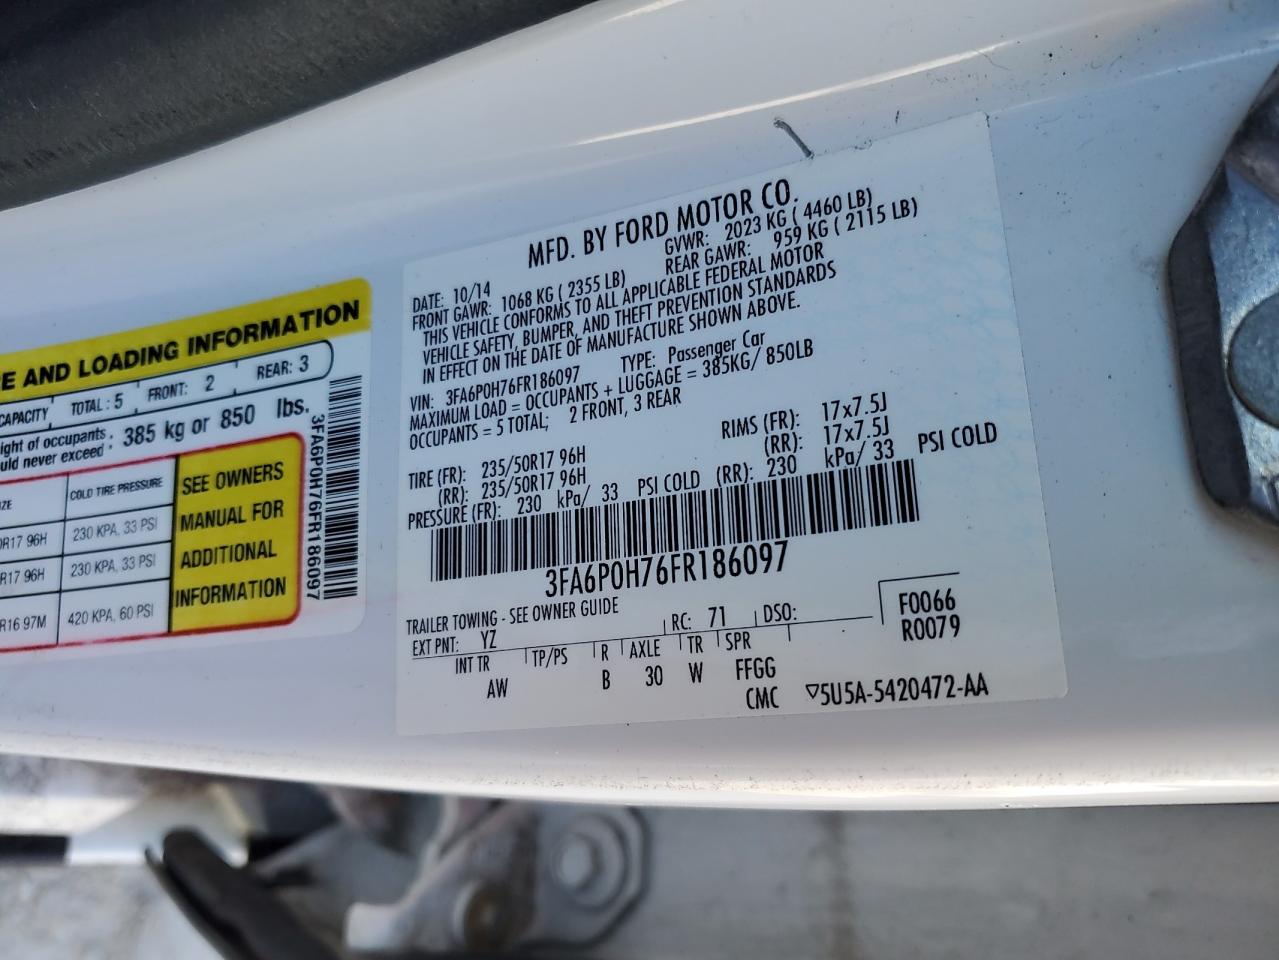 MFD. BY FORD MOTOR CO.
DATE: 10/14 GVWR: 2023 KG ( 4460 LB)
FRONT GAWR: 1068 KG ( 2355 LB) REAR GAWR: 959 KG ( 2115 LB)
THIS VEHICLE CONFORMS TO ALL APPLICABLE FEDERAL MOTOR
VEHICLE SAFETY, BUMPER, AND THEFT PREVENTION STANDARDS
IN EFFECT ON THE DATE OF MANUFACTURE SHOWN ABOVE.
VIN: 3FA6P0H76FR186097 TYPE: Passenger Car
MAXIMUM LOAD = OCCUPANTS + LUGGAGE = 385KG/ 850LB
OCCUPANTS = 5 TOTAL; 2 FRONT, 3 REAR
TIRE (FR): 235/50R17 96H RIMS (FR): 17x7.5J
(RR): 235/50R17 96H (RR): 17x7.5J
PRESSURE (FR): 230 kPa/ 33 PSI COLD (RR): 230 kPa/ 33 PSI COLD
3FA6P0H76FR186097
TRAILER TOWING - SEE OWNER GUIDE
EXT PNT: YZ RC: 71 DSO: F0066
R0079
INT TR TP/PS R AXLE TR SPR
AW B 30 W FFGG
CMC ▽5U5A-5420472-AA
E AND LOADING INFORMATION
CAPACITY TOTAL : 5 FRONT: 2 REAR: 3
ight of occupants
uld never exceed : 385 kg or 850 lbs.
ZE COLD TIRE PRESSURE
0R17 96H 230 KPA, 33 PSI
R17 96H 230 KPA, 33 PSI
R16 97M 420 KPA, 60 PSI
SEE OWNERS
MANUAL FOR
ADDITIONAL
INFORMATION
3FA6P0H76FR186097